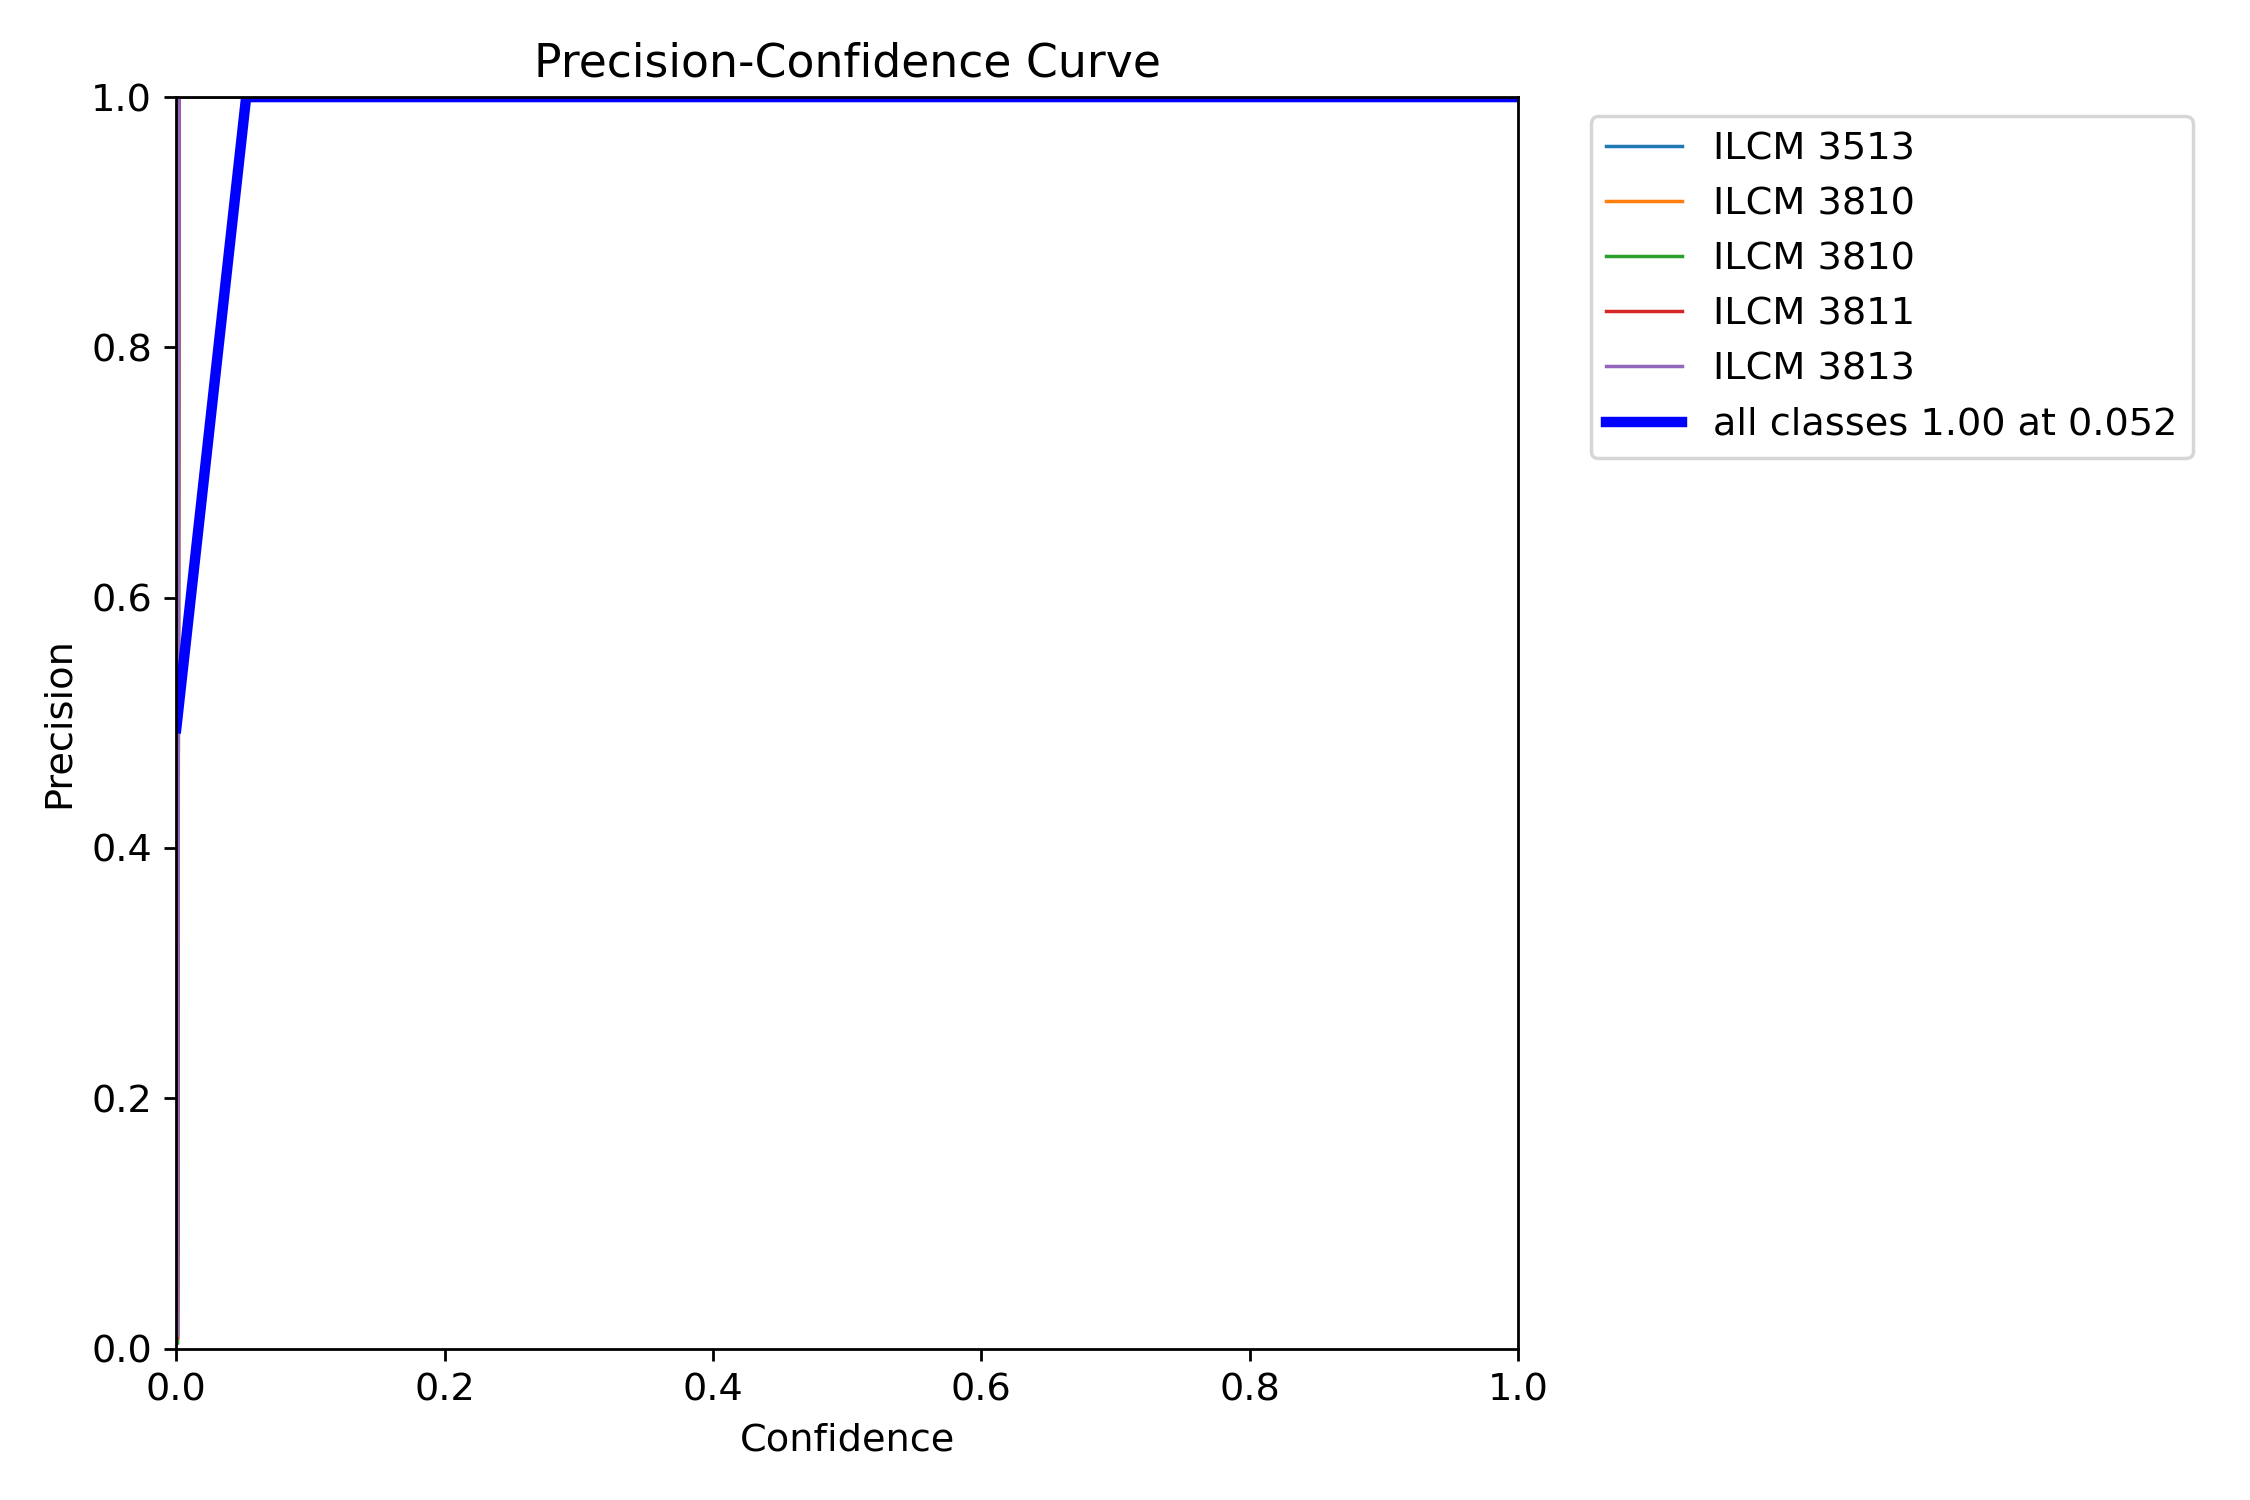 Precision-Confidence Curve
1.0
0.8
0.6
0.4
0.2
0.0
Precision
0.0 0.2 0.4 0.6 0.8 1.0
Confidence
ILCM 3513
ILCM 3810
ILCM 3810
ILCM 3811
ILCM 3813
all classes 1.00 at 0.052